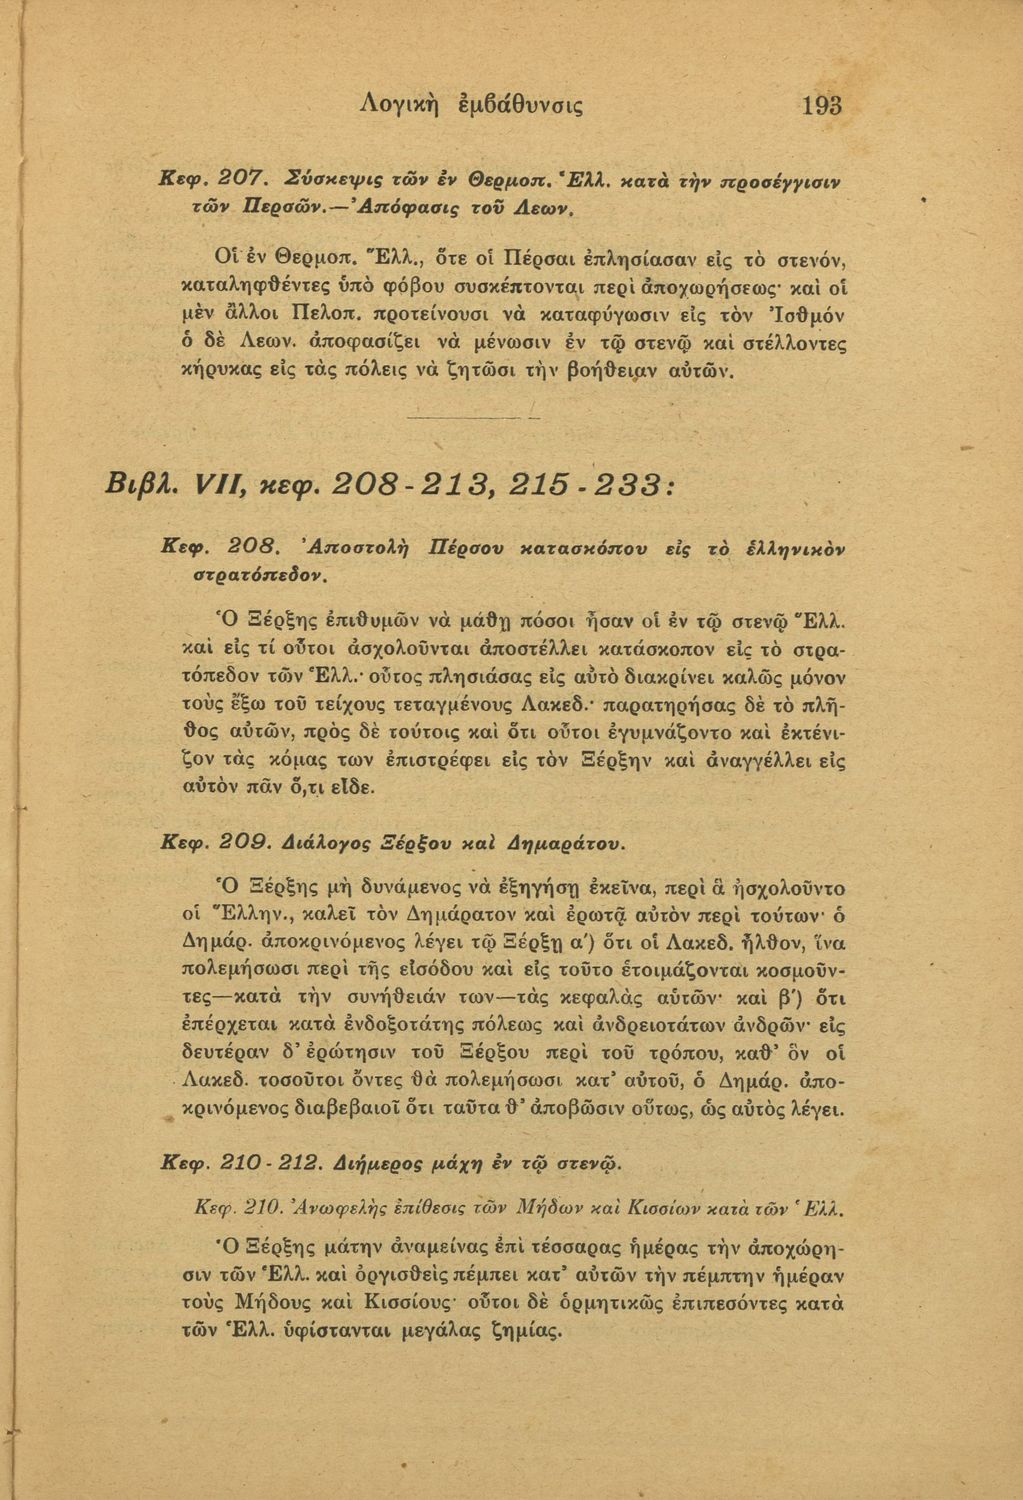 Λογικὴ ἐμβάθυνσις 193
Κεφ. 207. Σύσκεψις τῶν ἐν Θερμοπ. Ἑλλ. κατὰ τὴν προσέγγισιν
τῶν Περσῶν.—Ἀπόφασις τοῦ Λεων.
Οἱ ἐν Θερμοπ. Ἕλλ., ὅτε οἱ Πέρσαι ἐπλησίασαν εἰς τὸ στενόν,
καταληφθέντες ὑπὸ φόβου συσκέπτονται περὶ ἀποχωρήσεως· καὶ οἱ
μὲν ἄλλοι Πελοπ. προτείνουσι νὰ καταφύγωσιν εἰς τὸν Ἰσθμόν
ὁ δὲ Λεων. ἀποφασίζει νὰ μένωσιν ἐν τῷ στενῷ καὶ στέλλοντες
κήρυκας εἰς τὰς πόλεις νὰ ζητῶσι τὴν βοήθειαν αὐτῶν.
Βιβλ. VII, κεφ. 208-213, 215-233:
Κεφ. 208. Ἀποστολὴ Πέρσου κατασκόπου εἰς τὸ ἑλληνικὸν
στρατόπεδον.
Ὁ Ξέρξης ἐπιθυμῶν νὰ μάθῃ πόσοι ἦσαν οἱ ἐν τῷ στενῷ Ἕλλ.
καὶ εἰς τί οὗτοι ἀσχολοῦνται ἀποστέλλει κατάσκοπον εἰς τὸ στρα-
τόπεδον τῶν Ἑλλ.· οὗτος πλησιάσας εἰς αὐτὸ διακρίνει καλῶς μόνον
τοὺς ἔξω τοῦ τείχους τεταγμένους Λακεδ.· παρατηρήσας δὲ τὸ πλῆ-
θος αὐτῶν, πρὸς δὲ τούτοις καὶ ὅτι οὗτοι ἐγυμνάζοντο καὶ ἐκτένι-
ζον τὰς κόμας των ἐπιστρέφει εἰς τὸν Ξέρξην καὶ ἀναγγέλλει εἰς
αὐτὸν πᾶν ὅ,τι εἶδε.
Κεφ. 209. Διάλογος Ξέρξου καὶ Δημαράτου.
Ὁ Ξέρξης μὴ δυνάμενος νὰ ἐξηγήσῃ ἐκεῖνα, περὶ ἃ ἠσχολοῦντο
οἱ Ἕλλην., καλεῖ τὸν Δημάρατον καὶ ἐρωτᾷ αὐτὸν περὶ τούτων· ὁ
Δημάρ. ἀποκρινόμενος λέγει τῷ Ξέρξῃ α΄) ὅτι οἱ Λακεδ. ἦλθον, ἵνα
πολεμήσωσι περὶ τῆς εἰσόδου καὶ εἰς τοῦτο ἑτοιμάζονται κοσμοῦν-
τες—κατὰ τὴν συνήθειάν των—τὰς κεφαλὰς αὑτῶν· καὶ β΄) ὅτι
ἐπέρχεται κατὰ ἐνδοξοτάτης πόλεως καὶ ἀνδρειοτάτων ἀνδρῶν· εἰς
δευτέραν δ' ἐρώτησιν τοῦ Ξέρξου περὶ τοῦ τρόπου, καθ' ὃν οἱ
Λακεδ. τοσοῦτοι ὄντες θὰ πολεμήσωσι κατ' αὐτοῦ, ὁ Δημάρ. ἀπο-
κρινόμενος διαβεβαιοῖ ὅτι ταῦτα θ' ἀποβῶσιν οὕτως, ὡς αὐτὸς λέγει.
Κεφ. 210-212. Διήμερος μάχη ἐν τῷ στενῷ.
Κεφ. 210. Ἀνωφελὴς ἐπίθεσις τῶν Μήδων καὶ Κισσίων κατὰ τῶν Ἑλλ.
Ὁ Ξέρξης μάτην ἀναμείνας ἐπὶ τέσσαρας ἡμέρας τὴν ἀποχώρη-
σιν τῶν Ἑλλ. καὶ ὀργισθεὶς πέμπει κατ' αὐτῶν τὴν πέμπτην ἡμέραν
τοὺς Μήδους καὶ Κισσίους· οὗτοι δὲ ὁρμητικῶς ἐπιπεσόντες κατὰ
τῶν Ἑλλ. ὑφίστανται μεγάλας ζημίας.